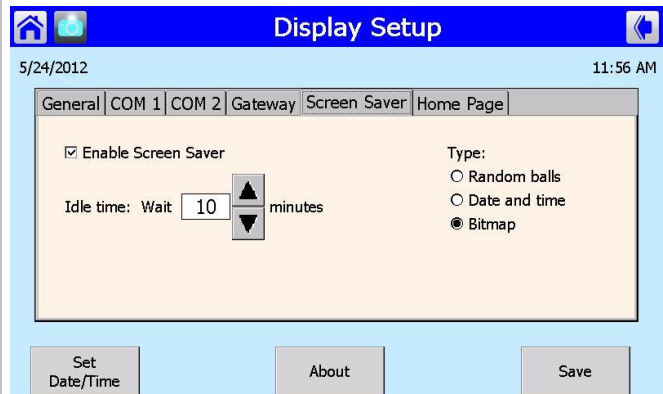 Display Setup
5/24/2012 11:56 AM
General COM 1 COM 2 Gateway Screen Saver Home Page
Enable Screen Saver
Idle time: Wait 10 minutes
Type:
Random balls
Date and time
Bitmap
Set
Date/Time
About
Save